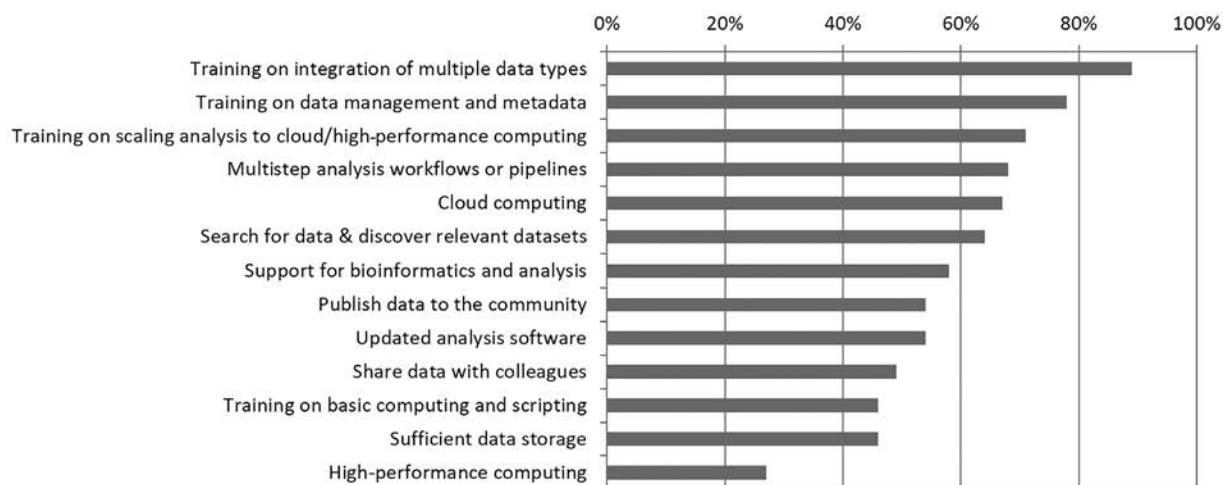 0% 20% 40% 60% 80% 100%
Training on integration of multiple data types
Training on data management and metadata
Training on scaling analysis to cloud/high-performance computing
Multistep analysis workflows or pipelines
Cloud computing
Search for data & discover relevant datasets
Support for bioinformatics and analysis
Publish data to the community
Updated analysis software
Share data with colleagues
Training on basic computing and scripting
Sufficient data storage
High-performance computing